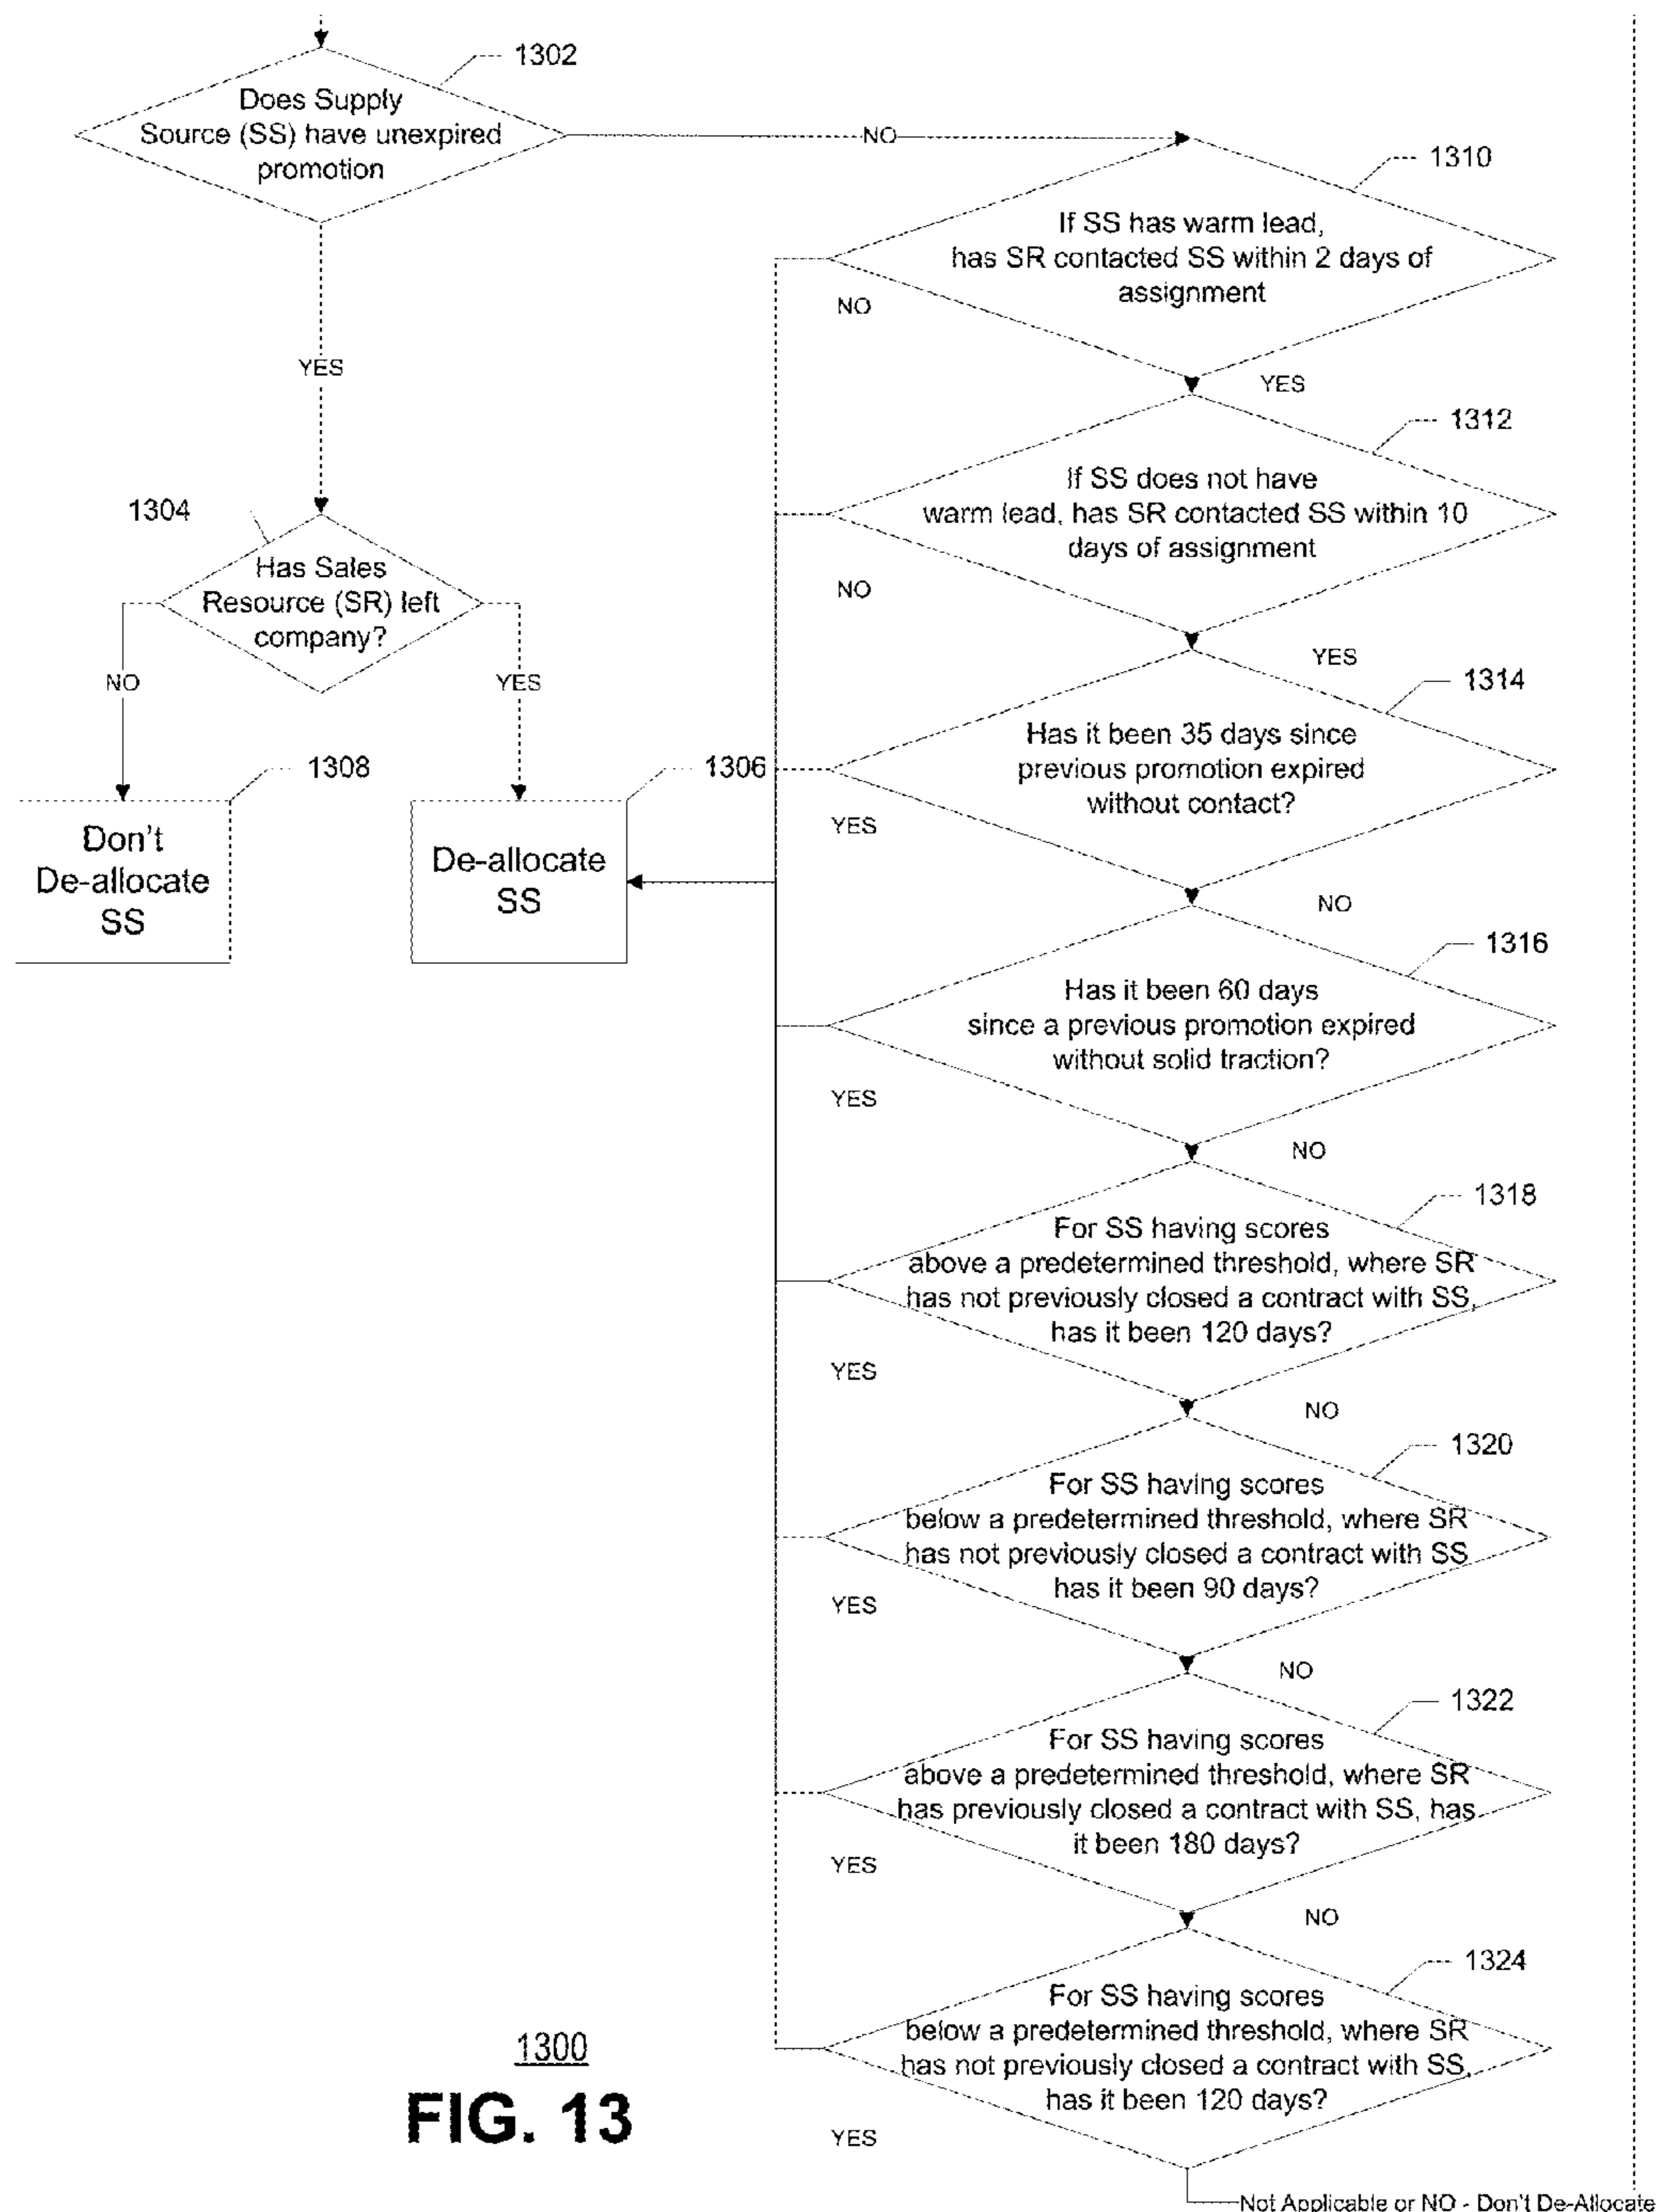 1302
Does Supply
Source (SS) have unexpired
promotion
NO
YES
1304
Has Sales
Resource (SR) left
company?
NO
YES
1308
Don't
De-allocate
SS
1306
De-allocate
SS
1310
If SS has warm lead,
has SR contacted SS within 2 days of
assignment
NO
YES
1312
If SS does not have
warm lead, has SR contacted SS within 10
days of assignment
NO
YES
1314
Has it been 35 days since
previous promotion expired
without contact?
YES
NO
1316
Has it been 60 days
since a previous promotion expired
without solid traction?
YES
NO
1318
For SS having scores
above a predetermined threshold, where SR
has not previously closed a contract with SS,
has it been 120 days?
YES
NO
1320
For SS having scores
below a predetermined threshold, where SR
has not previously closed a contract with SS
has it been 90 days?
YES
NO
1322
For SS having scores
above a predetermined threshold, where SR
has previously closed a contract with SS, has
it been 180 days?
YES
NO
1324
For SS having scores
below a predetermined threshold, where SR
has not previously closed a contract with SS,
has it been 120 days?
YES
Not Applicable or NO - Don't De-Allocate
1300
FIG. 13